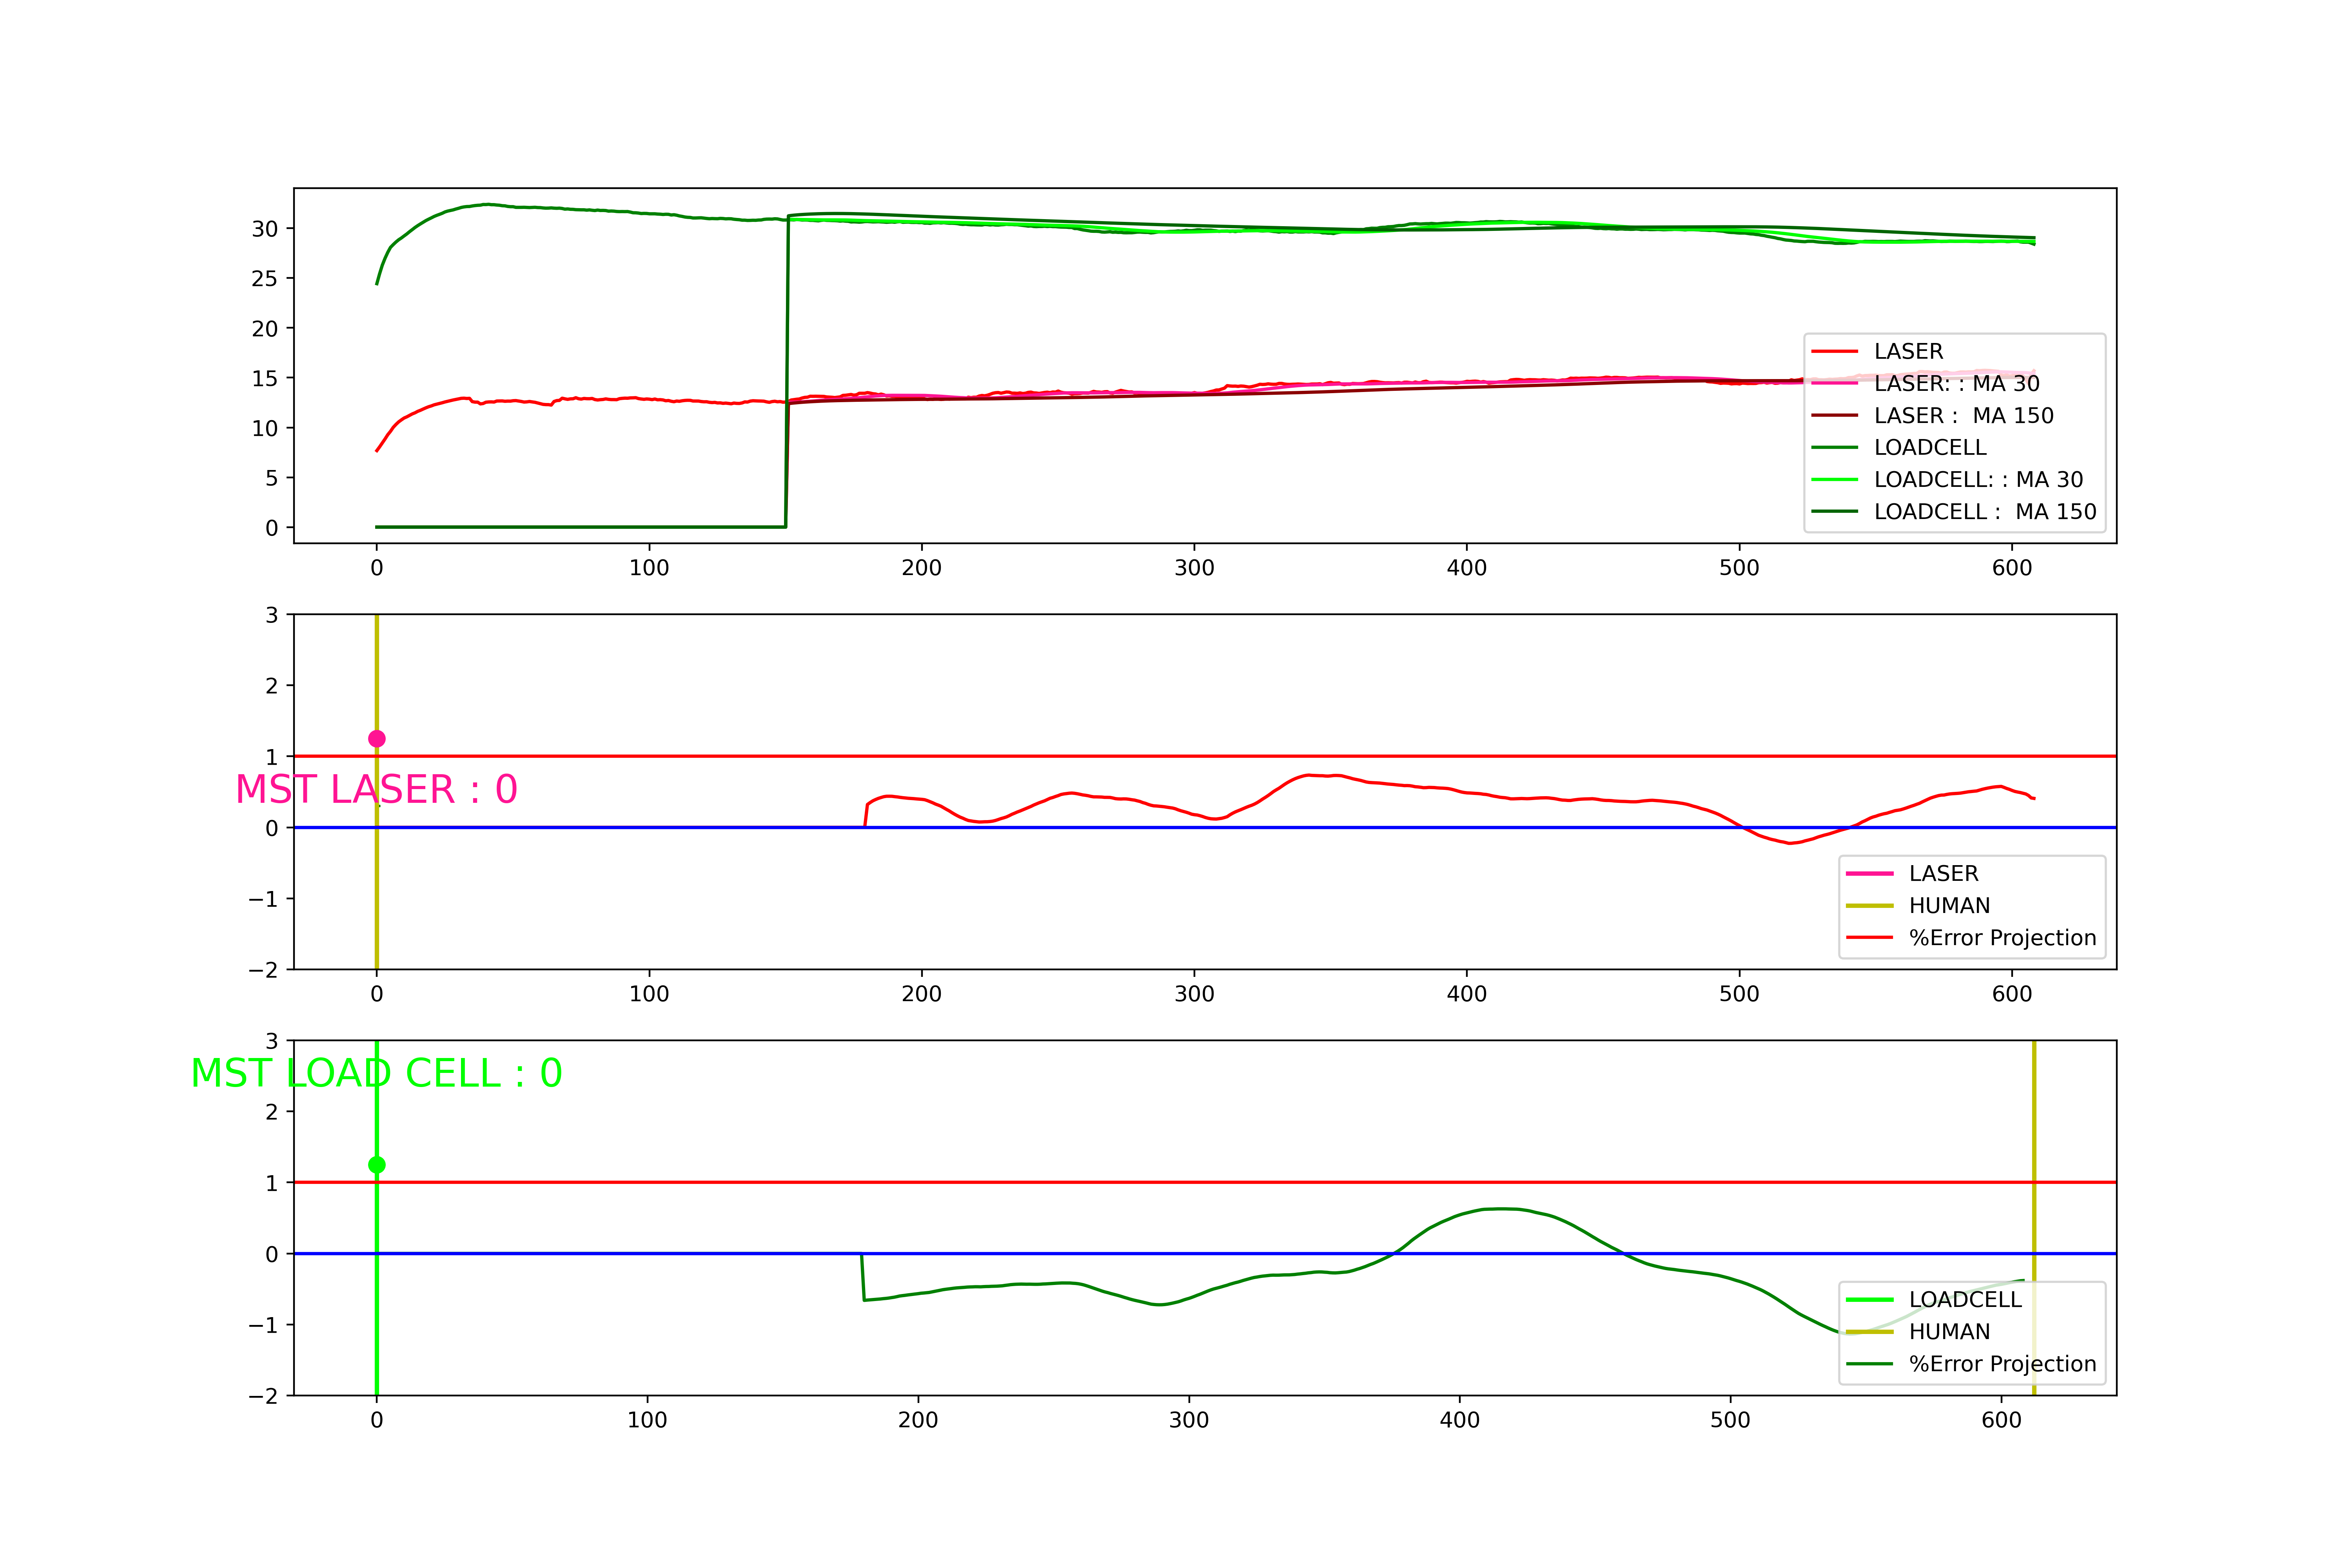 30
25
20
15
10
5
0
LASER
LASER: : MA 30
LASER :  MA 150
LOADCELL
LOADCELL: : MA 30
LOADCELL :  MA 150
0 100 200 300 400 500 600
3
2
1
MST LASER : 0
0
−1
−2
LASER
HUMAN
%Error Projection
0 100 200 300 400 500 600
3
MST LOAD CELL : 0
2
1
0
−1
−2
LOADCELL
HUMAN
%Error Projection
0 100 200 300 400 500 600